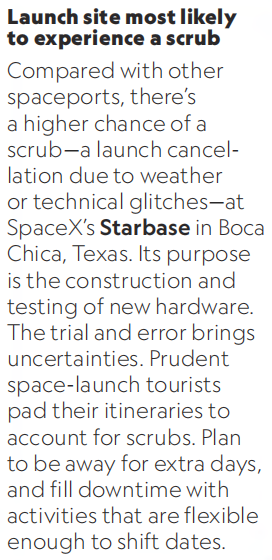 Launch site most likely
to experience a scrub
Compared with other
spaceports, there's
a higher chance of a
scrub—a launch cancel-
lation due to weather
or technical glitches—at
SpaceX's Starbase in Boca
Chica, Texas. Its purpose
is the construction and
testing of new hardware.
The trial and error brings
uncertainties. Prudent
space-launch tourists
pad their itineraries to
account for scrubs. Plan
to be away for extra days,
and fill downtime with
activities that are flexible
enough to shift dates.